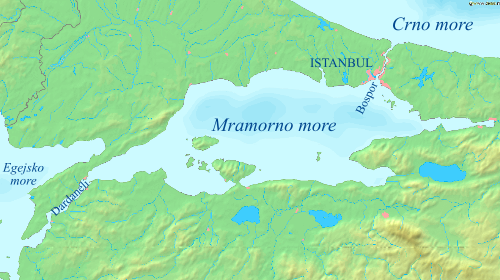 Crno more
ISTANBUL
Bospor
Mramorno more
Egejsko
more
Dardaneli